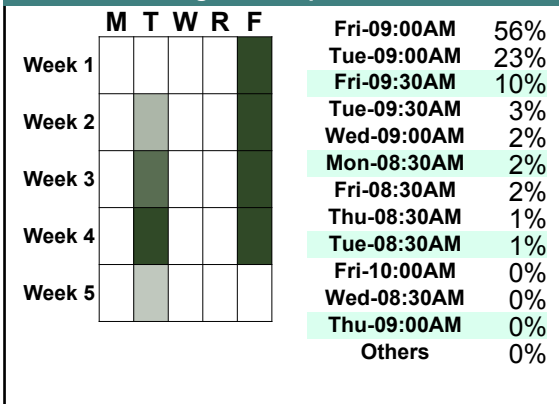 M T W R F
Week 1
Week 2
Week 3
Week 4
Week 5
Fri-09:00AM 56%
Tue-09:00AM 23%
Fri-09:30AM 10%
Tue-09:30AM 3%
Wed-09:00AM 2%
Mon-08:30AM 2%
Fri-08:30AM 2%
Thu-08:30AM 1%
Tue-08:30AM 1%
Fri-10:00AM 0%
Wed-08:30AM 0%
Thu-09:00AM 0%
Others 0%